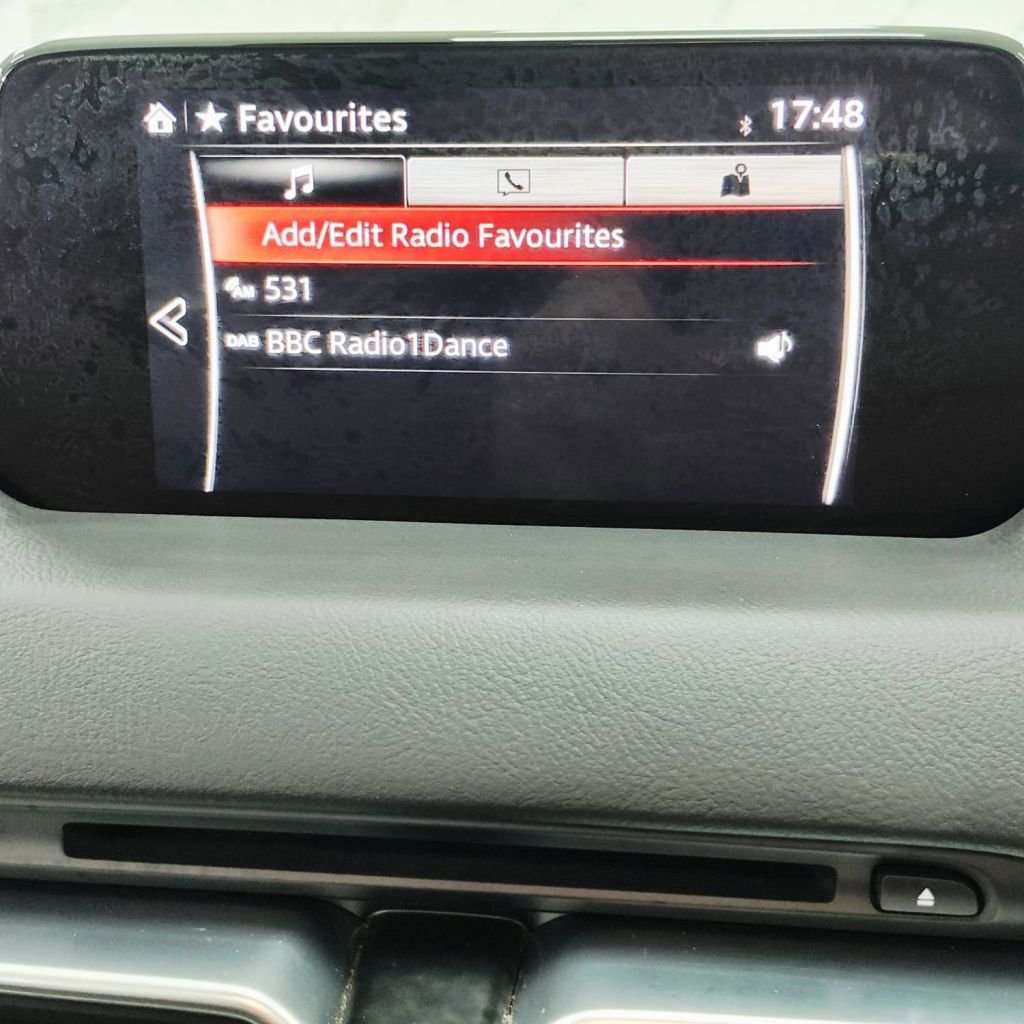 Favourites 17:48
Add/Edit Radio Favourites
AM 531
DAB BBC Radio1Dance